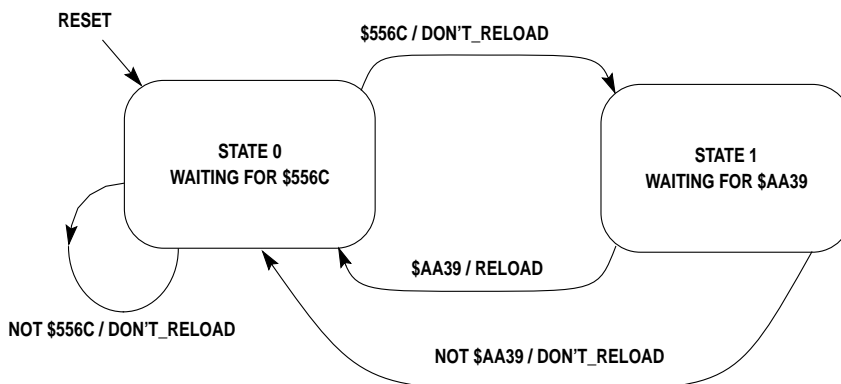 RESET
$556C / DON'T_RELOAD
STATE 0
WAITING FOR $556C
STATE 1
WAITING FOR $AA39
$AA39 / RELOAD
NOT $556C / DON'T_RELOAD
NOT $AA39 / DON'T_RELOAD